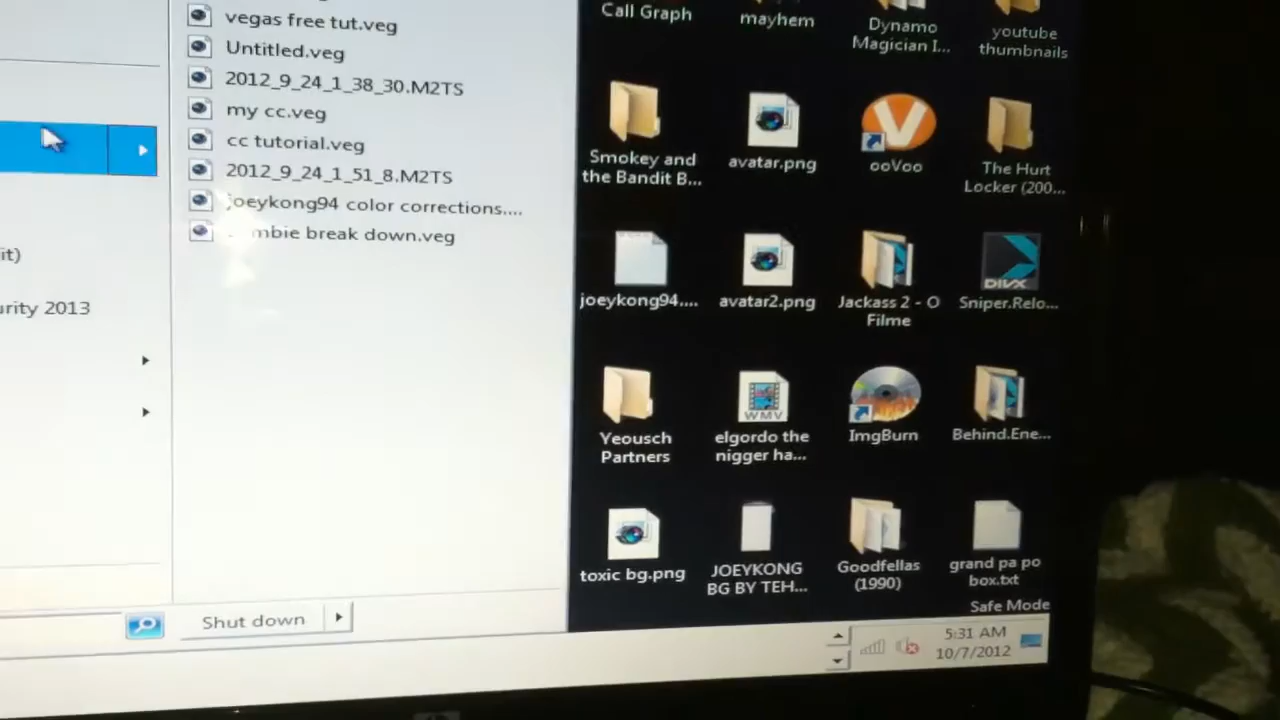 vegas free tut.veg
Untitled.veg
2012_9_24_1_38_30.M2TS
my cc.veg
cc tutorial.veg
2012_9_24_1_51_8.M2TS
joeykong94 color corrections....
mbie break down.veg
it)
urity 2013
Shut down
Call Graph
mayhem
Dynamo
Magician I...
youtube
thumbnails
Smokey and
the Bandit B...
avatar.png
ooVoo
The Hurt
Locker (200...
joeykong94....
avatar2.png
Jackass 2 - O
Filme
DIVX
Sniper.Relo...
Yeousch
Partners
WMV
elgordo the
nigger ha...
ImgBurn
Behind.Ene...
toxic bg.png
JOEYKONG
BG BY TEH...
Goodfellas
(1990)
grand pa po
box.txt
Safe Mode
5:31 AM
10/7/2012